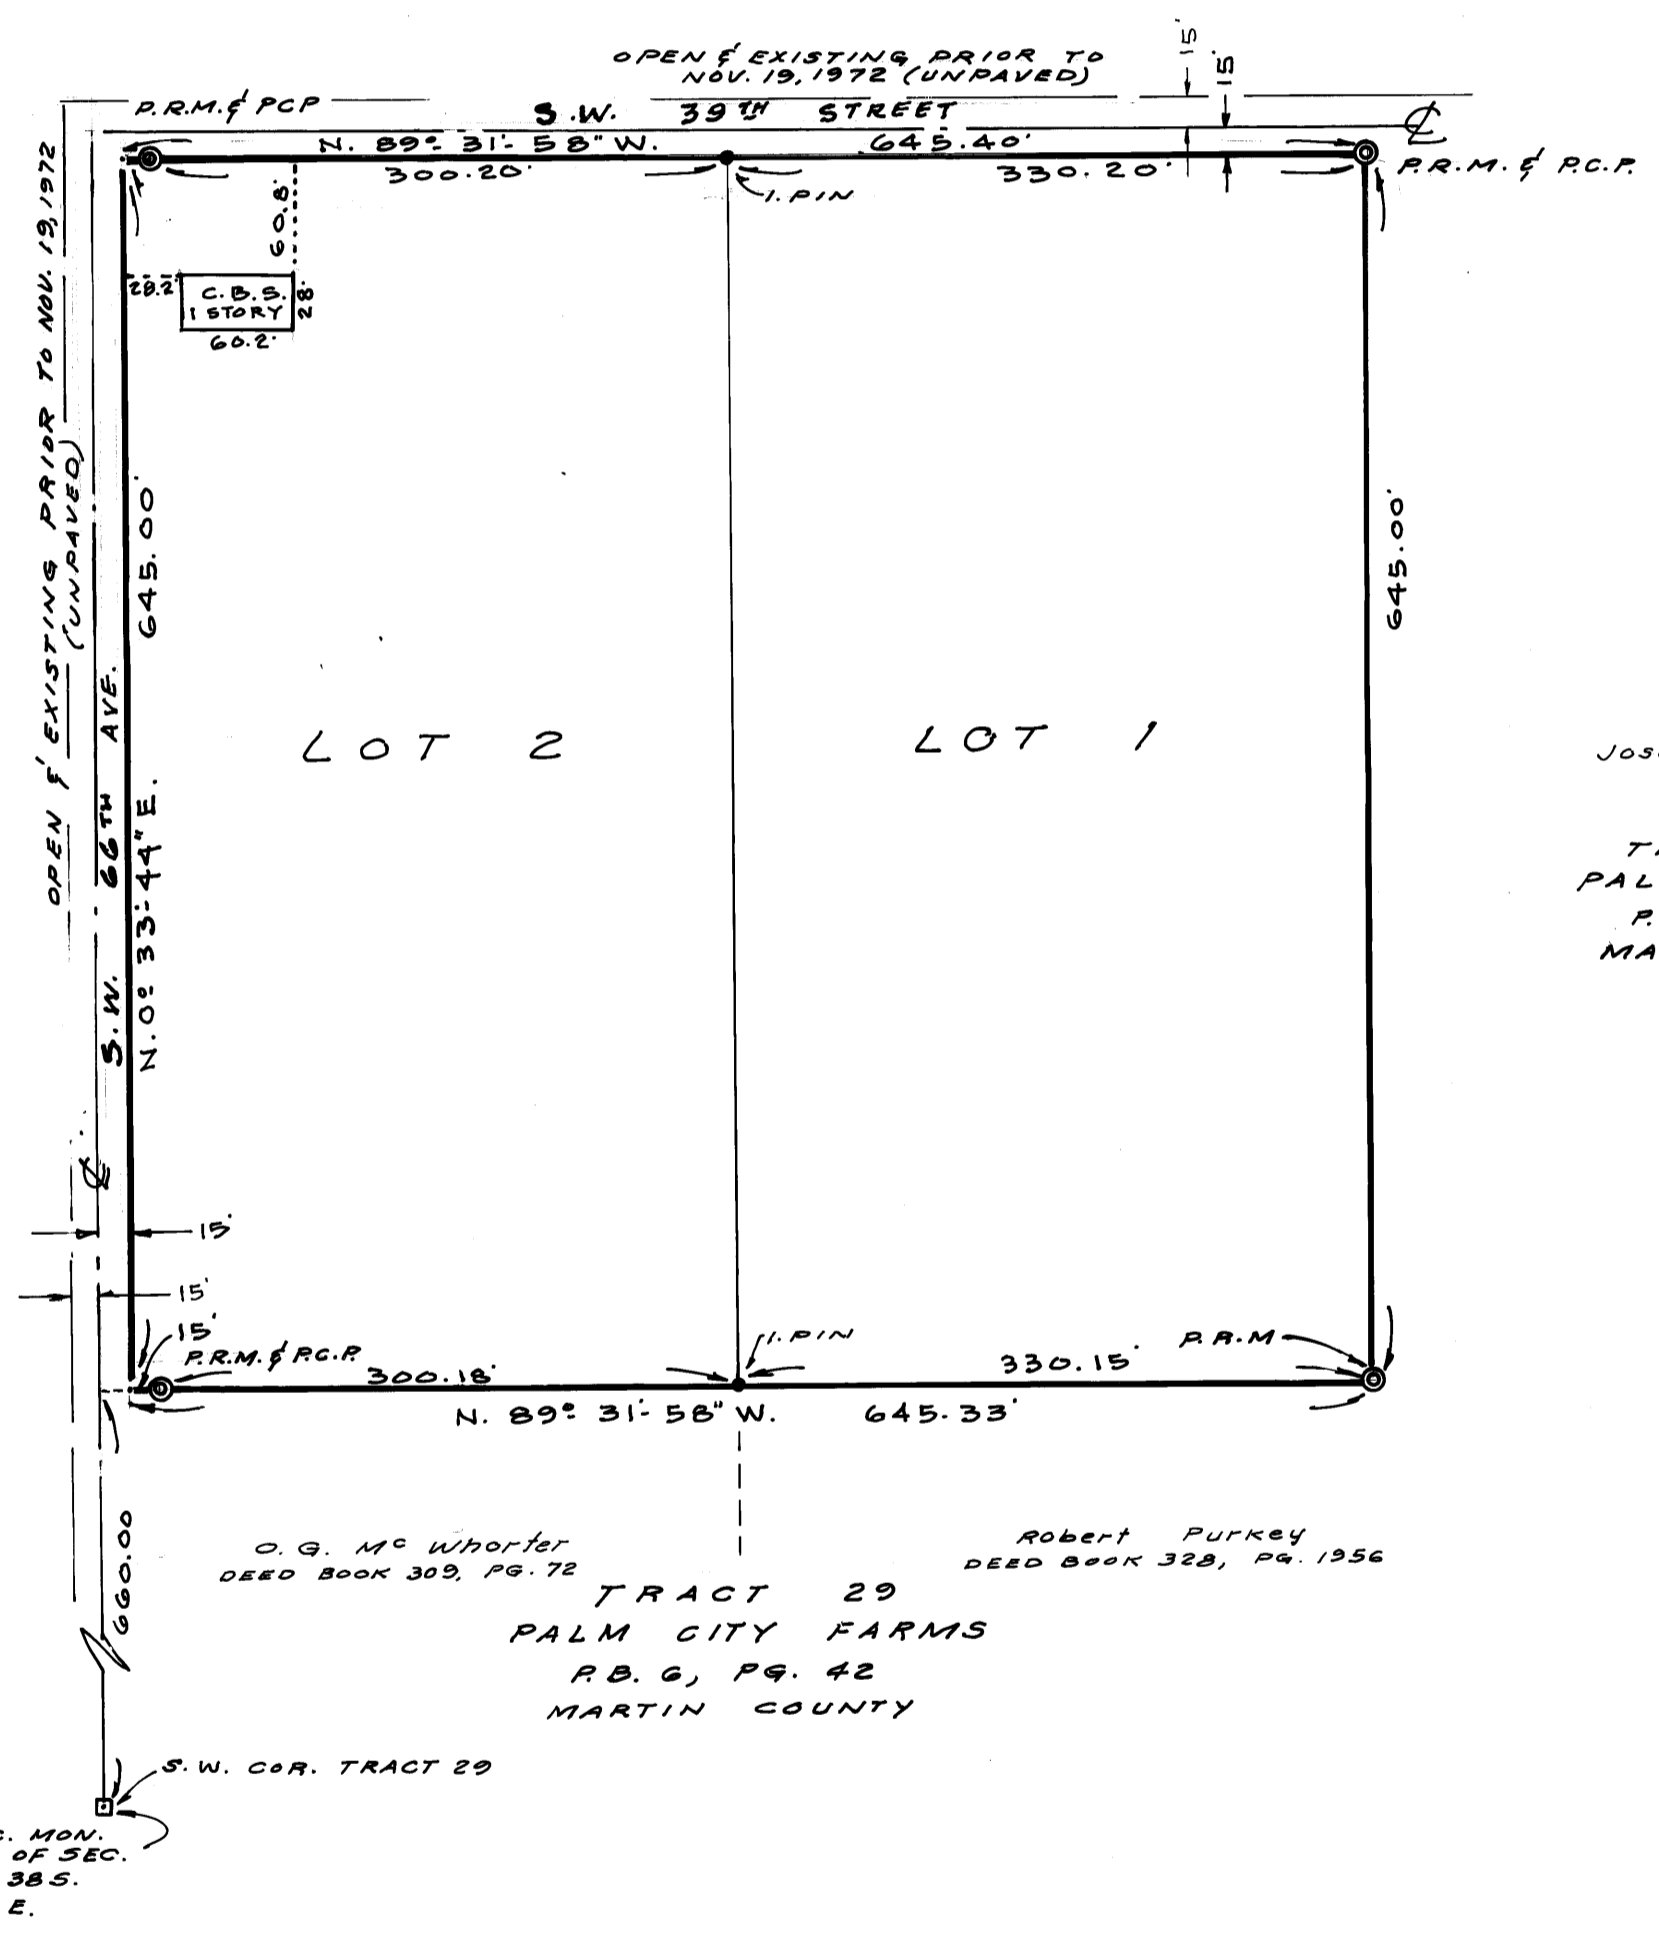 OPEN & EXISTING PRIOR TO
NOV. 19, 1972 (UNPAVED)
15'
15'
P.R.M. & PCP
S.W. 39TH STREET
℄
N. 89° 31' 58" W. 645.40'
300.20'
330.20'
P.R.M. & P.C.P.
I. PIN
60.8'
28.2'
C.B.S.
1 STORY
28'
60.2'
OPEN & EXISTING PRIOR TO NOV. 19, 1972
(UNPAVED)
645.00'
645.00'
S.W. 66TH AVE.
N. 0° 33' 44" E.
LOT 2
LOT 1
JOS
T
PAL
P.
MA
℄
15'
15'
15'
P.R.M. & P.C.P.
300.18'
I. PIN
330.15'
P.R.M
N. 89° 31' 58" W. 645.33'
660.00
O. G. Mc Whorter
DEED BOOK 309, PG. 72
Robert Purkey
DEED BOOK 328, PG. 1956
TRACT 29
PALM CITY FARMS
P.B. 6, PG. 42
MARTIN COUNTY
S.W. COR. TRACT 29
. MON.
OF SEC.
38 S.
E.